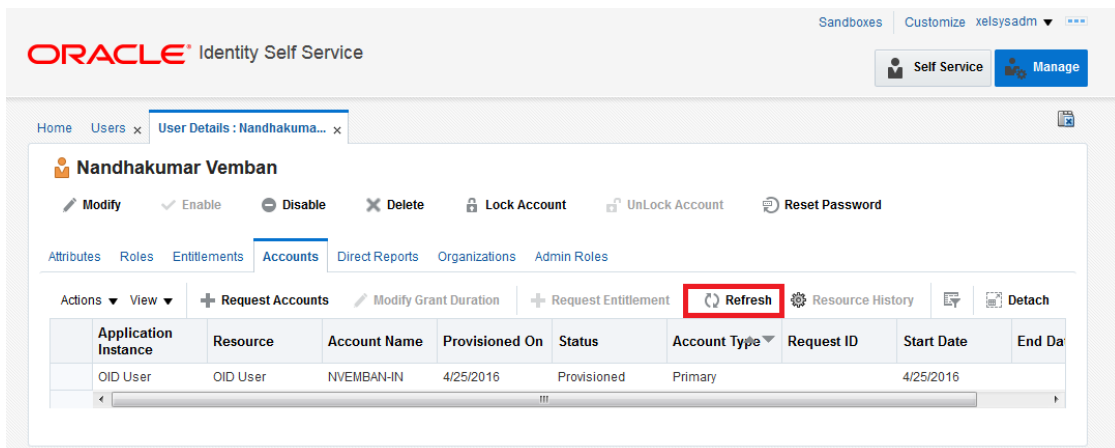 Sandboxes Customize xelsysadm
ORACLE Identity Self Service
Self Service Manage
Home Users x User Details : Nandhakuma... x
Nandhakumar Vemban
Modify Enable Disable Delete Lock Account UnLock Account Reset Password
Attributes Roles Entitlements Accounts Direct Reports Organizations Admin Roles
Actions View Request Accounts Modify Grant Duration Request Entitlement Refresh Resource History Detach
Application Instance Resource Account Name Provisioned On Status Account Type Request ID Start Date End Da
OID User OID User NVEMBAN-IN 4/25/2016 Provisioned Primary 4/25/2016